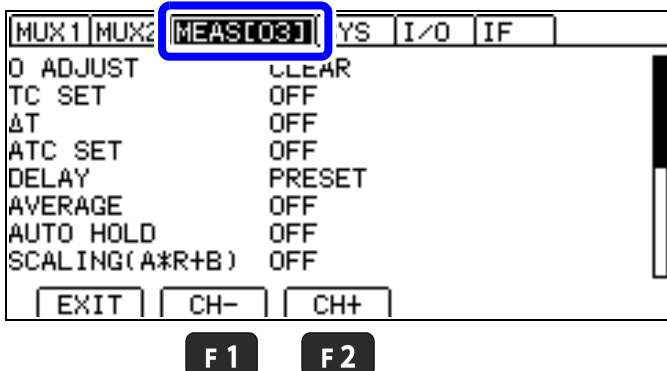 MUX1 MUX2 MEAS[03] YS I/O IF
0 ADJUST CLEAR
TC SET OFF
ΔT OFF
ATC SET OFF
DELAY PRESET
AVERAGE OFF
AUTO HOLD OFF
SCALING(A*R+B) OFF
EXIT CH- CH+
F1 F2